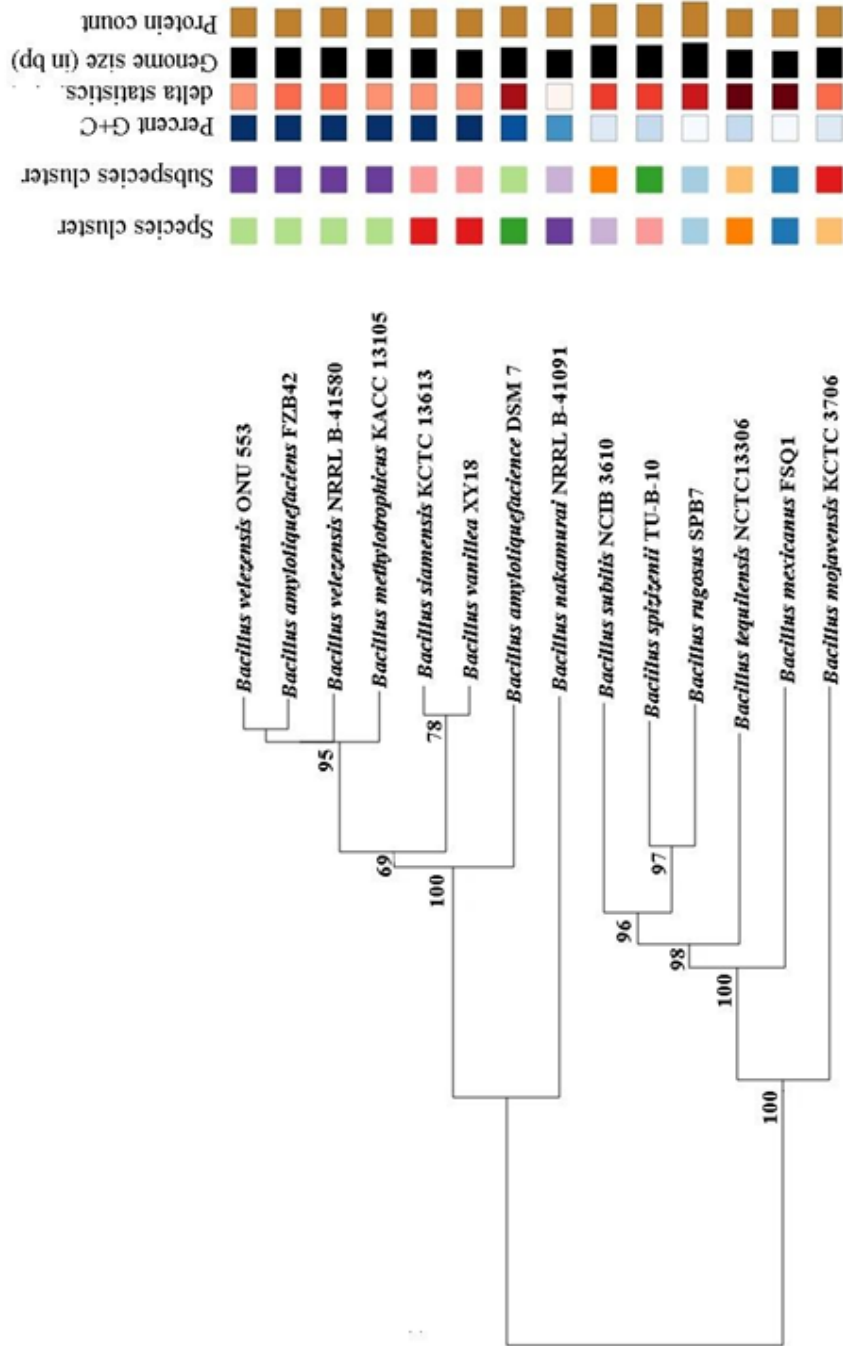 Protein count
Genome size (in bp)
delta statistics
Percent G+C
Subspecies cluster
Species cluster
Bacillus velezensis ONU 553
Bacillus amyloliquefaciens FZB42
Bacillus velezensis NRRL B-41580
Bacillus methylotrophicus KACC 13105
Bacillus siamensis KCTC 13613
Bacillus vanillea XY18
Bacillus amylotiquefacience DSM 7
Bacillus nakamurai NRRL B-41091
Bacillus subilis NCIB 3610
Baciilus spizizenii TU-B-10
Bacillus rugosus SPB7
Bacillus tequilensis NCTC13306
Bacillus mexicanus FSQ1
Bacillus mojavensis KCTC 3706
95
78
69
100
97
96
98
100
100